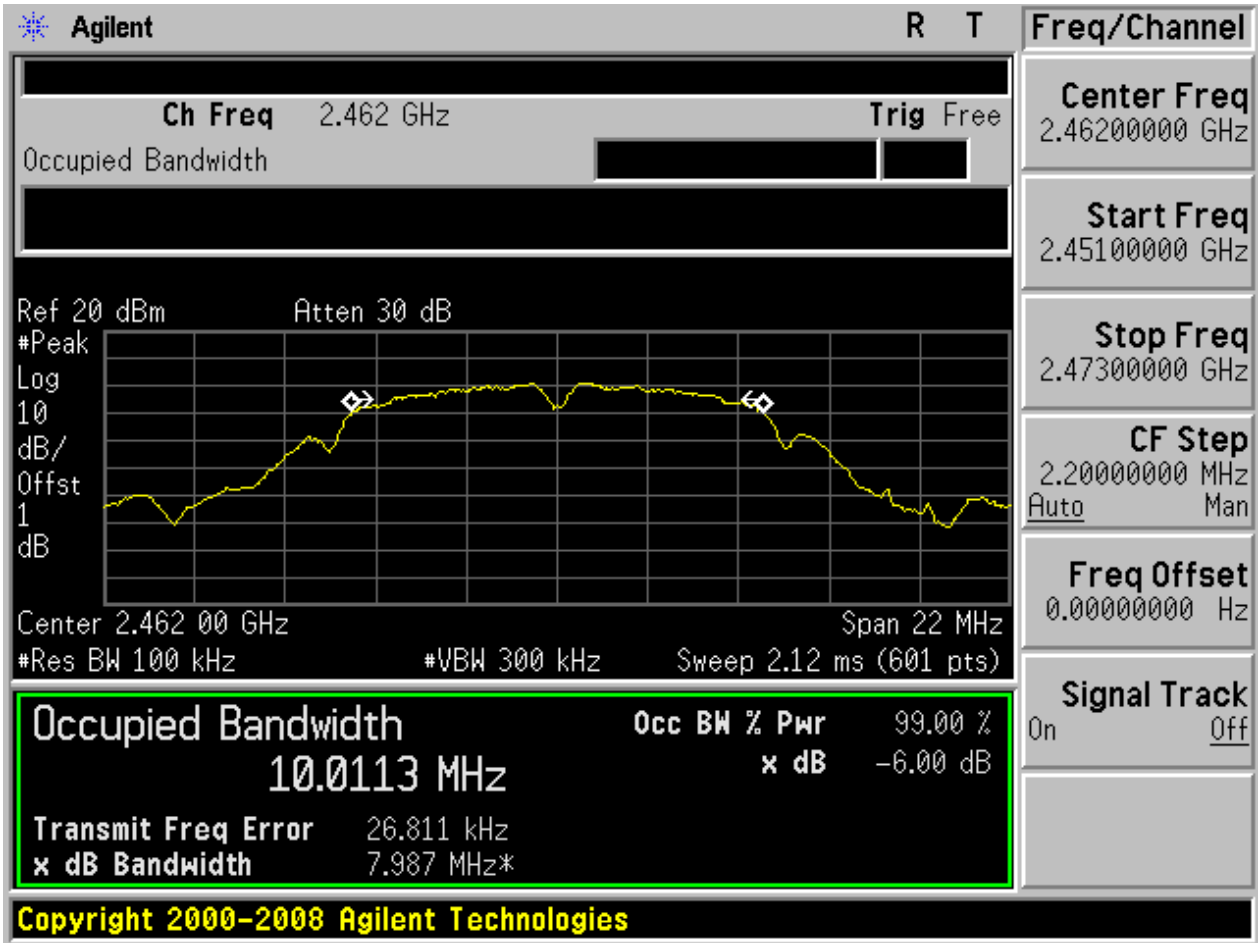 Agilent
R T
Ch Freq 2.462 GHz
Trig Free
Occupied Bandwidth
Ref 20 dBm
Atten 30 dB
#Peak
Log
10
dB/
Offst
1
dB
Center 2.462 00 GHz
Span 22 MHz
#Res BW 100 kHz
#VBW 300 kHz
Sweep 2.12 ms (601 pts)
Occupied Bandwidth
10.0113 MHz
Occ BW % Pwr 99.00 %
x dB -6.00 dB
Transmit Freq Error 26.811 kHz
x dB Bandwidth 7.987 MHz*
Copyright 2000-2008 Agilent Technologies
Freq/Channel
Center Freq
2.46200000 GHz
Start Freq
2.45100000 GHz
Stop Freq
2.47300000 GHz
CF Step
2.20000000 MHz
Auto Man
Freq Offset
0.00000000 Hz
Signal Track
On Off